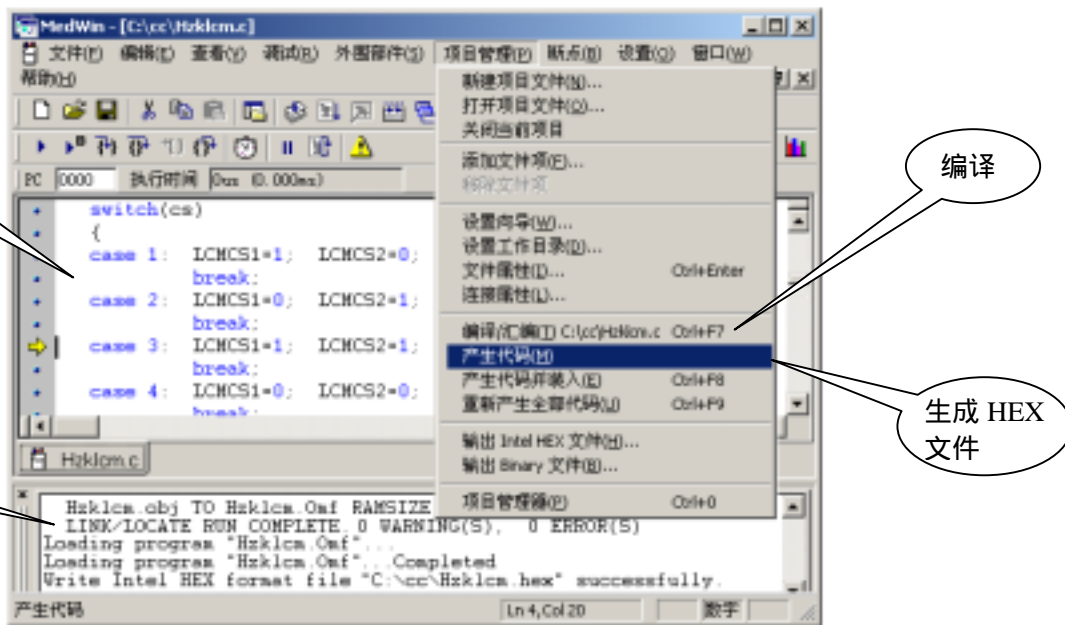 MedWin - [C:\cc\Hzklcm.c]
文件(F) 编辑(E) 查看(V) 调试(R) 外围部件(S) 项目管理(P) 断点(B) 设置(O) 窗口(W)
帮助(H)
新建项目文件(N)...
打开项目文件(O)...
关闭当前项目
添加文件项(F)...
移除文件项
设置向导(W)...
设置工作目录(D)...
文件属性(I)... Ctrl+Enter
连接属性(L)...
编译/汇编(T) C:\cc\Hzklcm.c Ctrl+F7
产生代码(M)
产生代码并装入(E) Ctrl+F8
重新产生全部代码(U) Ctrl+F9
输出 Intel HEX 文件(H)...
输出 Binary 文件(B)...
项目管理器(P) Ctrl+0
编译
生成 HEX
文件
PC 0000 执行时间 0us (0.000ms)
switch(cs)
{
case 1: LCMCS1=1; LCMCS2=0;
break;
case 2: LCMCS1=0; LCMCS2=1;
break;
case 3: LCMCS1=1; LCMCS2=1;
break;
case 4: LCMCS1=0; LCMCS2=0;
break;
Hzklcm.c
Hzklcm.obj TO Hzklcm.Omf RAMSIZE
LINK/LOCATE RUN COMPLETE. 0 WARNING(S), 0 ERROR(S)
Loading program "Hzklcm.Omf"...
Loading program "Hzklcm.Omf"...Completed
Write Intel HEX format file "C:\cc\Hzklcm.hex" successfully.
产生代码 Ln 4, Col 20 数字